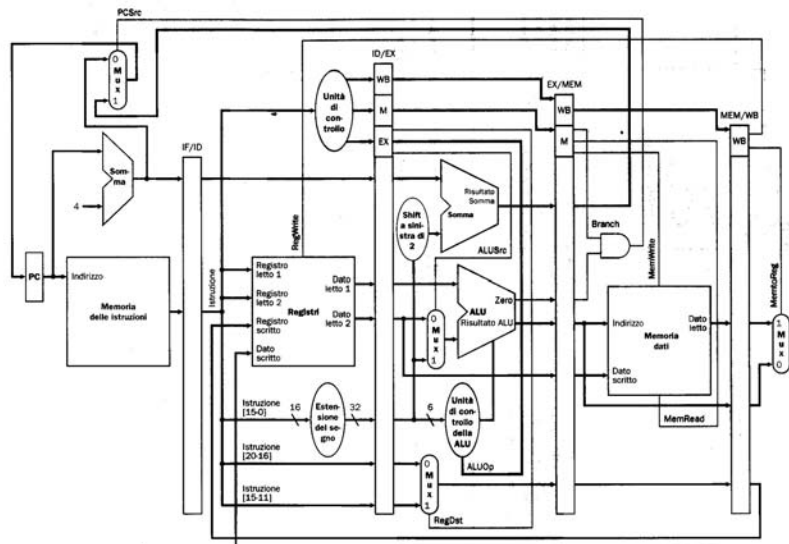 PCSrc
ID/EX
EX/MEM
MEM/WB
IF/ID
0
M
u
x
1
Unità
di con-
trollo
WB
M
EX
WB
M
WB
Som-
ma
4
PC
Indirizzo
Memoria
delle istruzioni
Istruzione
RegWrite
Registro
letto 1
Registro
letto 2
Registro
scritto
Dato
scritto
Registri
Dato
letto 1
Dato
letto 2
Shift
a sini-
stra di
2
Risultato
Somma
Somma
ALUSrc
0
M
u
x
1
Zero
ALU
Risultato ALU
Branch
MemWrite
Indirizzo
Dato
letto
Memoria
dati
Dato
scritto
MemRead
MemtoReg
1
M
u
x
0
Istruzione
[15-0]
16
Estensione
del segno
32
6
Unità
di controllo
della
ALU
ALUOp
Istruzione
[20-16]
Istruzione
[15-11]
0
M
u
x
1
RegDst